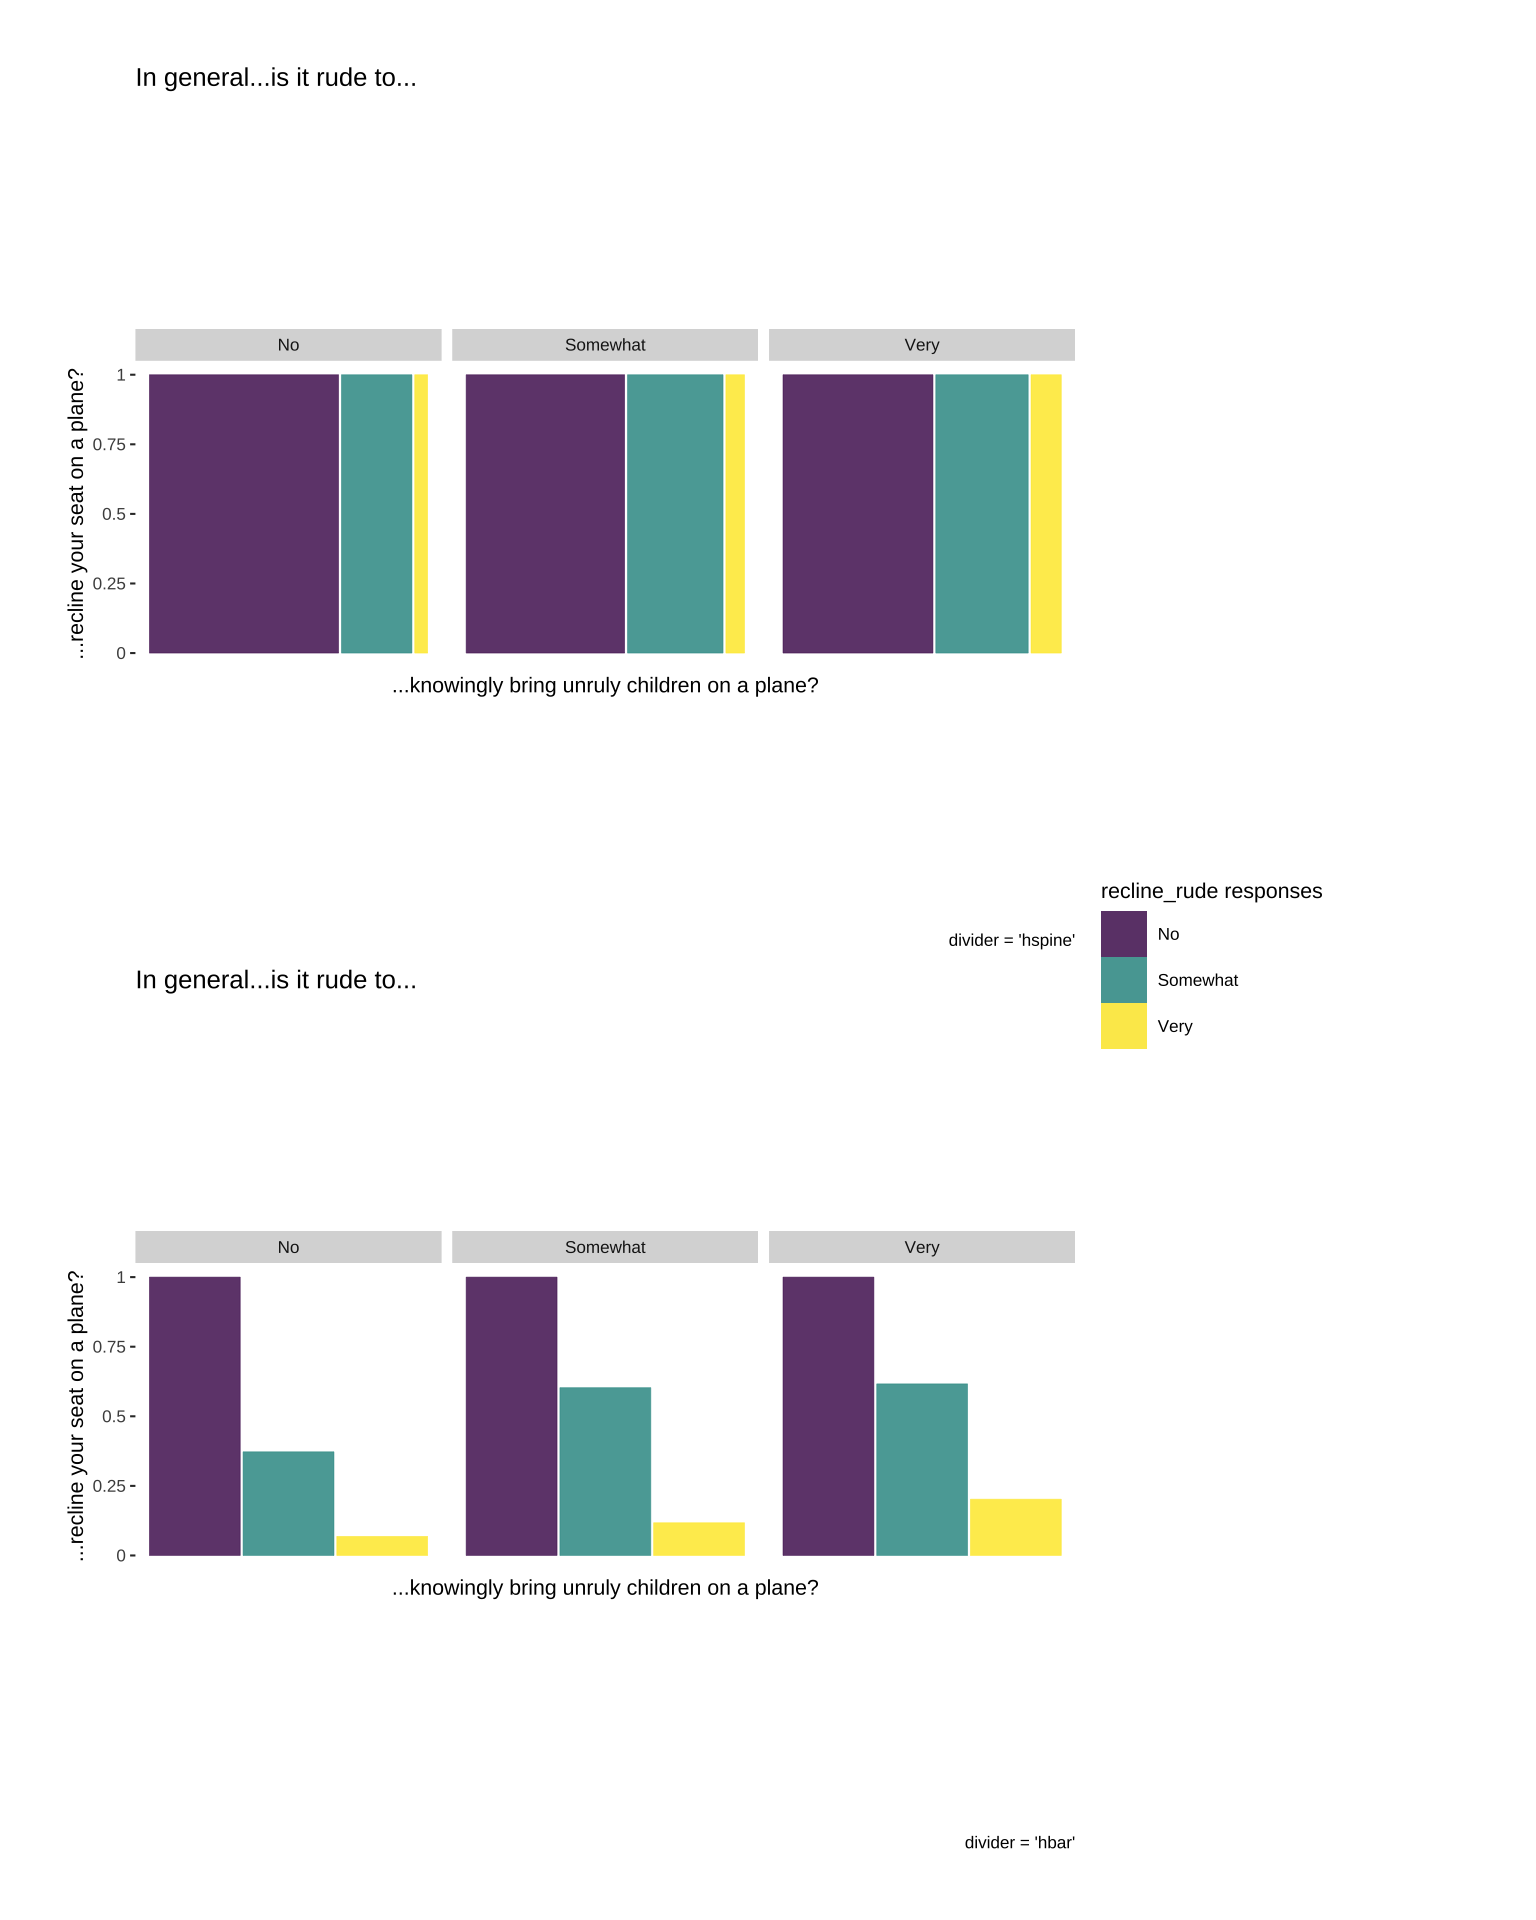 In general...is it rude to...
No
Somewhat
Very
...recline your seat on a plane?
1
0.75
0.5
0.25
0
...knowingly bring unruly children on a plane?
divider = 'hspine'
recline_rude responses
No
Somewhat
Very
In general...is it rude to...
No
Somewhat
Very
...recline your seat on a plane?
1
0.75
0.5
0.25
0
...knowingly bring unruly children on a plane?
divider = 'hbar'